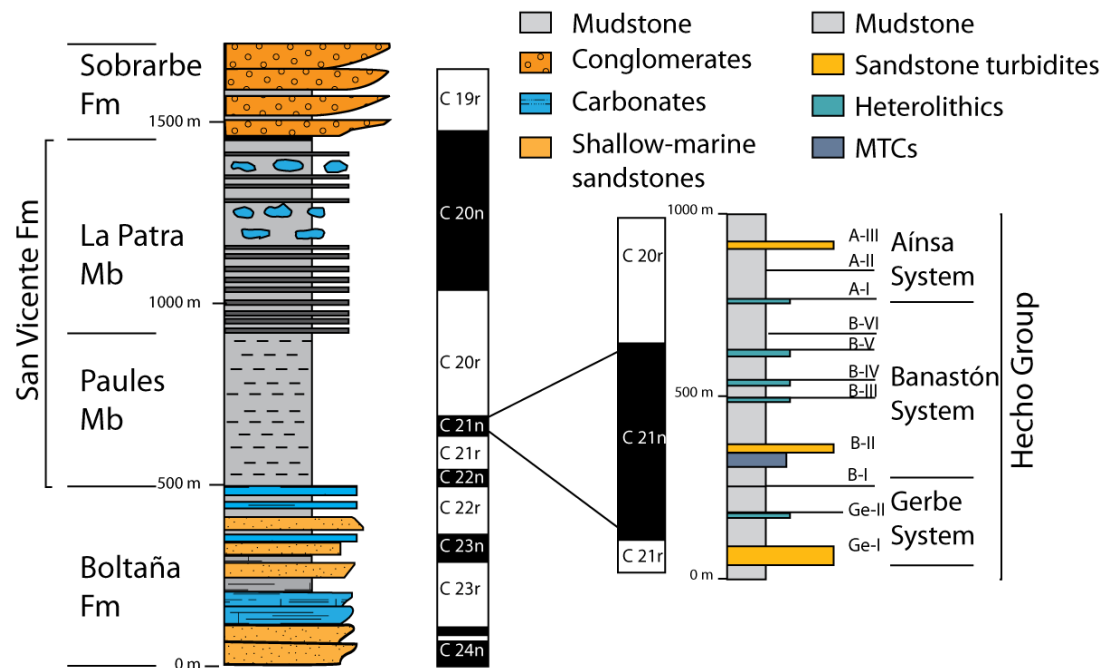 Sobrarbe
Fm
San Vicente Fm
La Patra
Mb
Paules
Mb
Boltaña
Fm
1500 m
1000 m
500 m
0 m
C 19r
C 20n
C 20r
C 21n
C 21r
C 22n
C 22r
C 23n
C 23r
C 24n
Mudstone
Conglomerates
Carbonates
Shallow-marine
sandstones
Mudstone
Sandstone turbidites
Heterolithics
MTCs
C 20r
C 21n
C 21r
1000 m
500 m
0 m
A-III
A-II
A-I
B-VI
B-V
B-IV
B-III
B-II
B-I
Ge-II
Ge-I
Aínsa
System
Banastón
System
Gerbe
System
Hecho Group